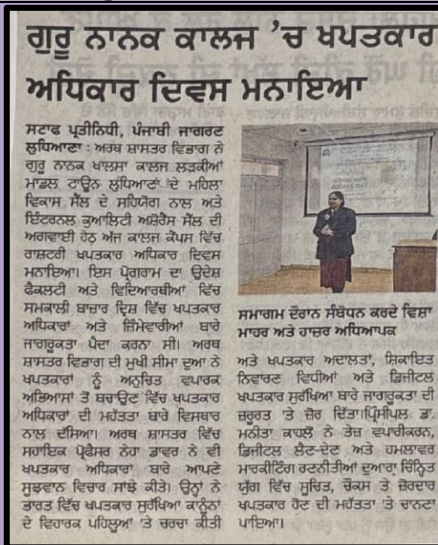 ਗੁਰੂ ਨਾਨਕ ਕਾਲਜ ’ਚ ਖਪਤਕਾਰ
ਅਧਿਕਾਰ ਦਿਵਸ ਮਨਾਇਆ
ਸਟਾਫ ਪ੍ਰਤੀਨਿਧੀ, ਪੰਜਾਬੀ ਜਾਗਰਣ
ਲੁਧਿਆਣਾ : ਅਰਥ ਸ਼ਾਸਤਰ ਵਿਭਾਗ ਨੇ
ਗੁਰੂ ਨਾਨਕ ਖਾਲਸਾ ਕਾਲਜ ਲੜਕੀਆਂ
ਮਾਡਲ ਟਾਊਨ ਲੁਧਿਆਣਾ ਦੇ ਮਹਿਲਾ
ਵਿਕਾਸ ਸੈੱਲ ਦੇ ਸਹਿਯੋਗ ਨਾਲ ਅਤੇ
ਇੰਟਰਨਲ ਕੁਆਲਿਟੀ ਅਸ਼ੋਰੈਂਸ ਸੈੱਲ ਦੀ
ਅਗਵਾਈ ਹੇਠ ਅੱਜ ਕਾਲਜ ਕੈਂਪਸ ਵਿੱਚ
ਰਾਸ਼ਟਰੀ ਖਪਤਕਾਰ ਅਧਿਕਾਰ ਦਿਵਸ
ਮਨਾਇਆ। ਇਸ ਪ੍ਰੋਗਰਾਮ ਦਾ ਉਦੇਸ਼
ਫੈਕਲਟੀ ਅਤੇ ਵਿਦਿਆਰਥੀਆਂ ਵਿੱਚ
ਸਮਕਾਲੀ ਬਾਜ਼ਾਰ ਦ੍ਰਿਸ਼ ਵਿੱਚ ਖਪਤਕਾਰ
ਅਧਿਕਾਰਾਂ ਅਤੇ ਜ਼ਿੰਮੇਵਾਰੀਆਂ ਬਾਰੇ
ਜਾਗਰੂਕਤਾ ਪੈਦਾ ਕਰਨਾ ਸੀ। ਅਰਥ
ਸ਼ਾਸਤਰ ਵਿਭਾਗ ਦੀ ਮੁਖੀ ਸੀਮਾ ਦੁਆ ਨੇ
ਖਪਤਕਾਰਾਂ ਨੂੰ ਅਨੁਚਿਤ ਵਪਾਰਕ
ਅਭਿਆਸਾਂ ਤੋਂ ਬਚਾਉਣ ਵਿੱਚ ਖਪਤਕਾਰ
ਅਧਿਕਾਰਾਂ ਦੀ ਮਹੱਤਤਾ ਬਾਰੇ ਵਿਸਥਾਰ
ਨਾਲ ਦੱਸਿਆ। ਅਰਥ ਸ਼ਾਸਤਰ ਵਿੱਚ
ਸਹਾਇਕ ਪ੍ਰੋਫੈਸਰ ਨੇਹਾ ਡਾਵਰ ਨੇ ਵੀ
ਖਪਤਕਾਰ ਅਧਿਕਾਰਾਂ ਬਾਰੇ ਆਪਣੇ
ਸੂਝਵਾਨ ਵਿਚਾਰ ਸਾਂਝੇ ਕੀਤੇ। ਉਨ੍ਹਾਂ ਨੇ
ਭਾਰਤ ਵਿੱਚ ਖਪਤਕਾਰ ਸੁਰੱਖਿਆ ਕਾਨੂੰਨਾਂ
ਦੇ ਵਿਹਾਰਕ ਪਹਿਲੂਆਂ 'ਤੇ ਚਰਚਾ ਕੀਤੀ
ਸਮਾਗਮ ਦੌਰਾਨ ਸੰਬੋਧਨ ਕਰਦੇ ਵਿਸ਼ਾ
ਮਾਹਰ ਅਤੇ ਹਾਜ਼ਰ ਅਧਿਆਪਕ
ਅਤੇ ਖਪਤਕਾਰ ਅਦਾਲਤਾਂ, ਸ਼ਿਕਾਇਤ
ਨਿਵਾਰਣ ਵਿਧੀਆਂ ਅਤੇ ਡਿਜੀਟਲ
ਖਪਤਕਾਰ ਸੁਰੱਖਿਆ ਬਾਰੇ ਜਾਗਰੂਕਤਾ ਦੀ
ਜ਼ਰੂਰਤ 'ਤੇ ਜ਼ੋਰ ਦਿੱਤਾ।ਪ੍ਰਿੰਸੀਪਲ ਡਾ.
ਮਨੀਤਾ ਕਾਹਲੋਂ ਨੇ ਤੇਜ਼ ਵਪਾਰੀਕਰਨ,
ਡਿਜੀਟਲ ਲੈਣ-ਦੇਣ ਅਤੇ ਹਮਲਾਵਰ
ਮਾਰਕੀਟਿੰਗ ਰਣਨੀਤੀਆਂ ਦੁਆਰਾ ਚਿੰਨ੍ਹਿਤ
ਯੁੱਗ ਵਿੱਚ ਸੂਚਿਤ, ਚੌਕਸ ਤੇ ਜ਼ੋਰਦਾਰ
ਖਪਤਕਾਰ ਹੋਣ ਦੀ ਮਹੱਤਤਾ 'ਤੇ ਚਾਨਣਾ
ਪਾਇਆ।